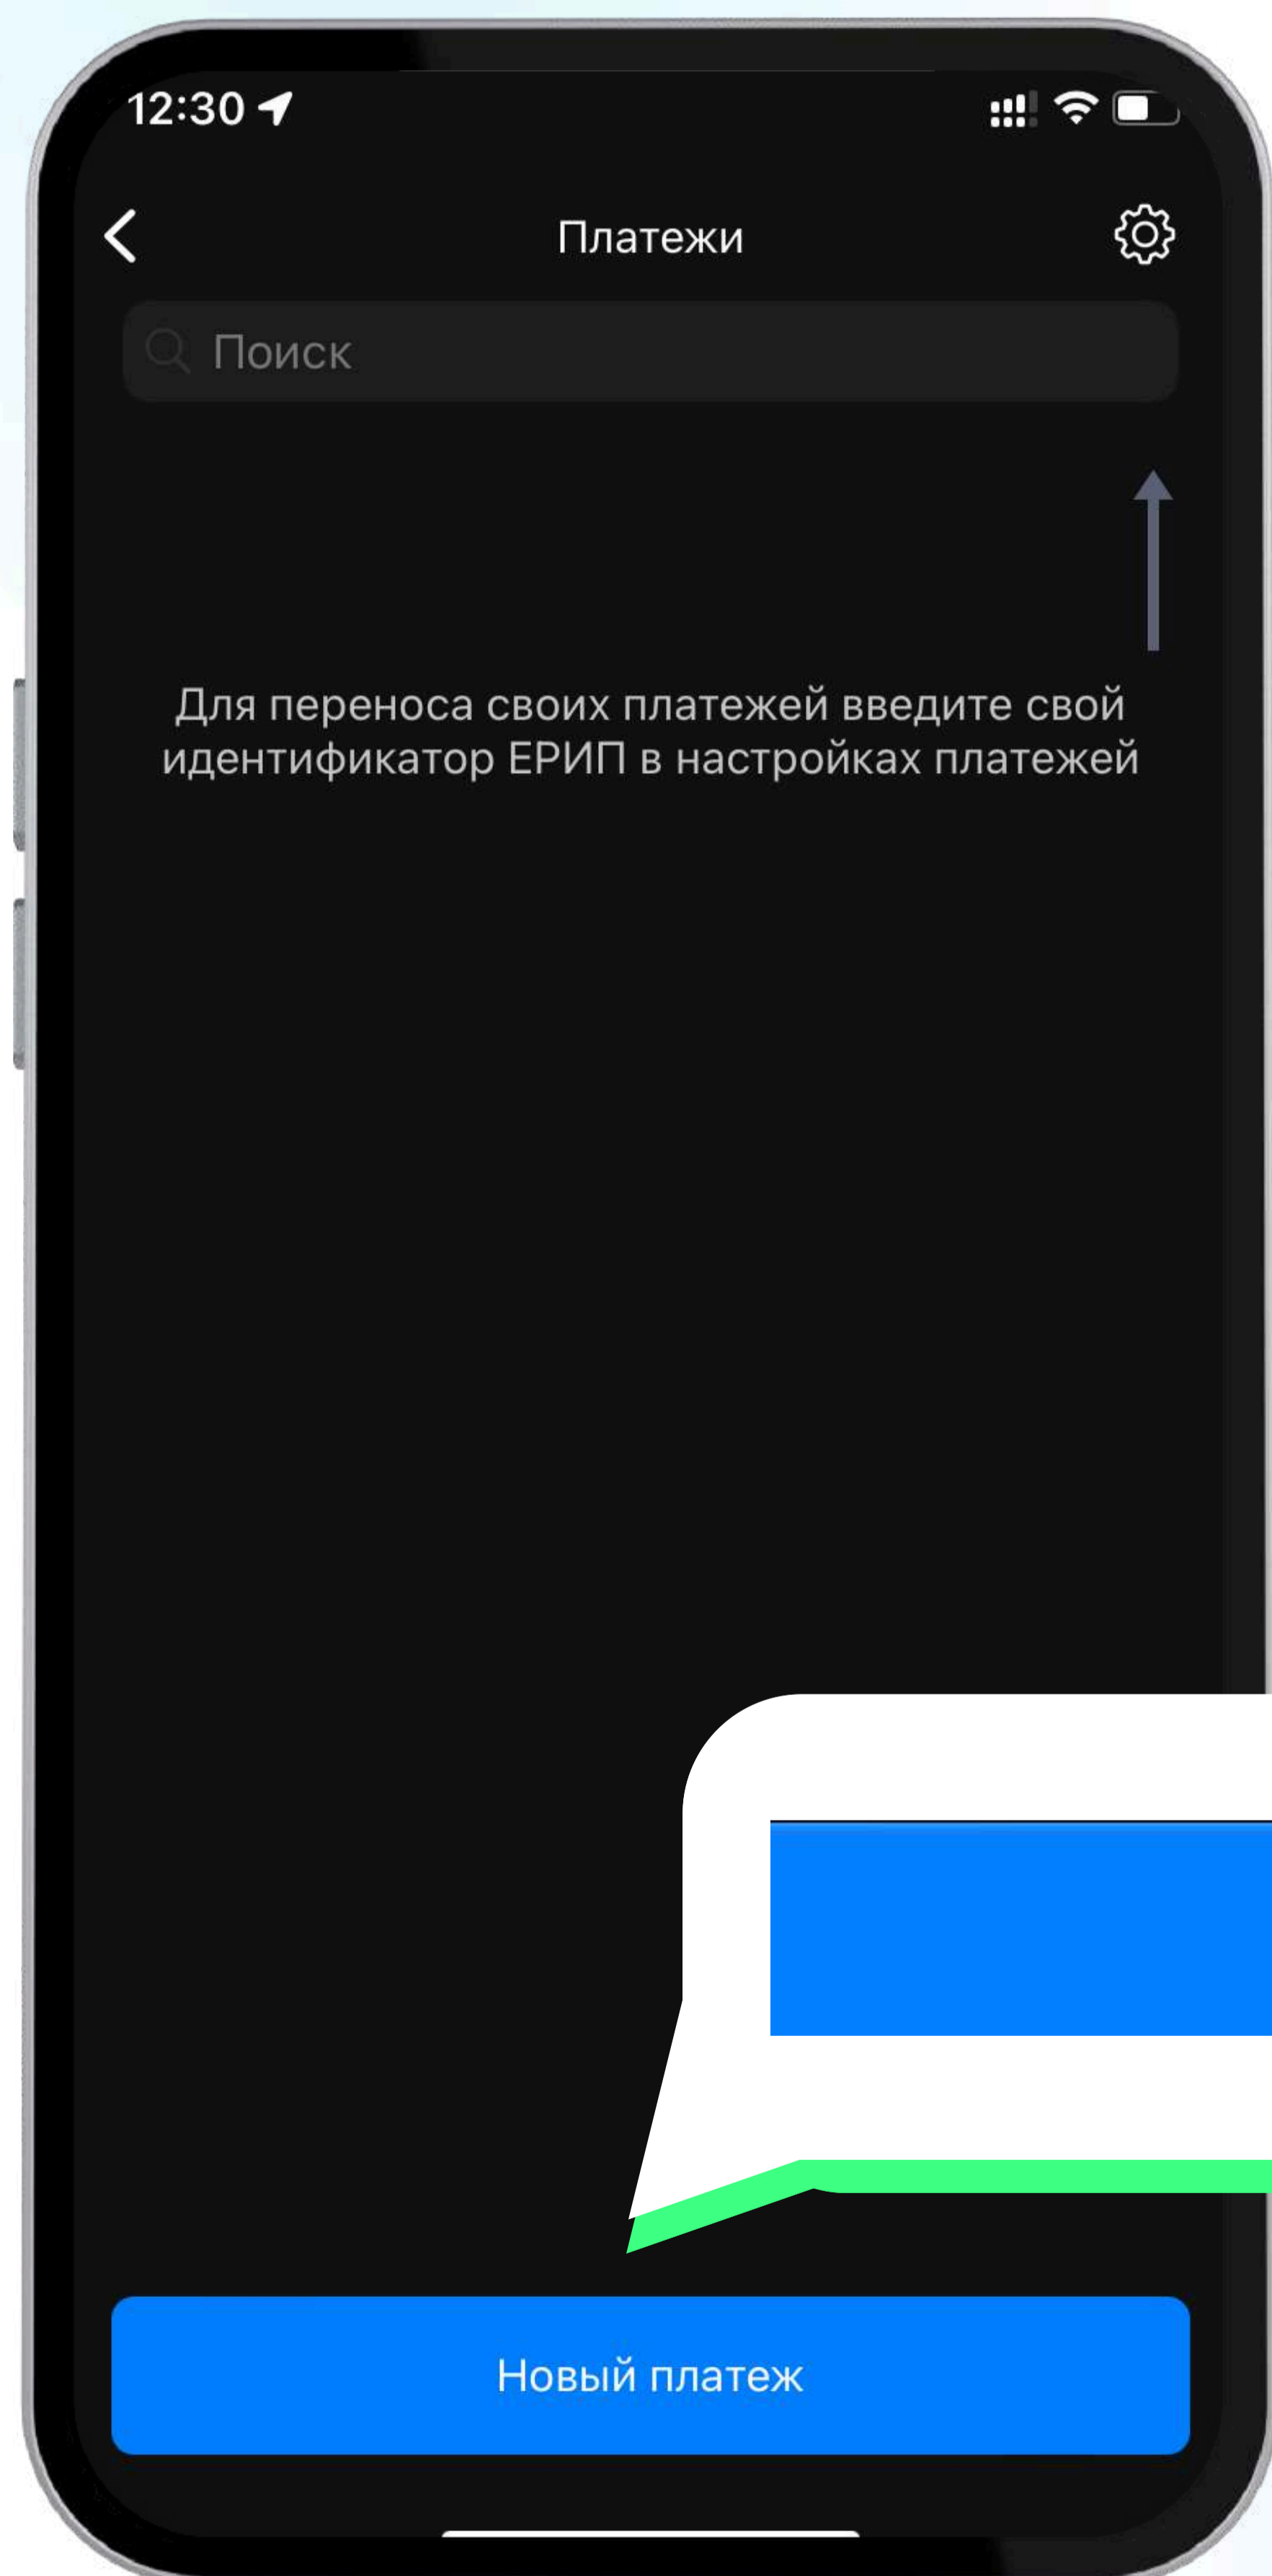 12:30
Платежи
Поиск
Для переноса своих платежей введите свой
идентификатор ЕРИП в настройках платежей
Новый платеж